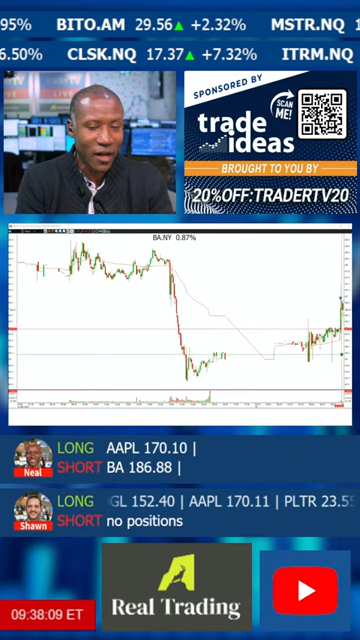 95% BITO.AM 29.56▲ +2.32% MSTR.NQ 1
6.50% CLSK.NQ 17.37▲ +7.32% ITRM.NQ
SPONSORED BY
SCAN ME!
trade ideas
BROUGHT TO YOU BY
20%OFF:TRADERTV20
BA.NY 0.87%
LONG AAPL 170.10 |
SHORT BA 186.88 |
Neal
LONG GL 152.40 | AAPL 170.11 | PLTR 23.55
SHORT no positions
Shawn
Real Trading
09:38:09 ET